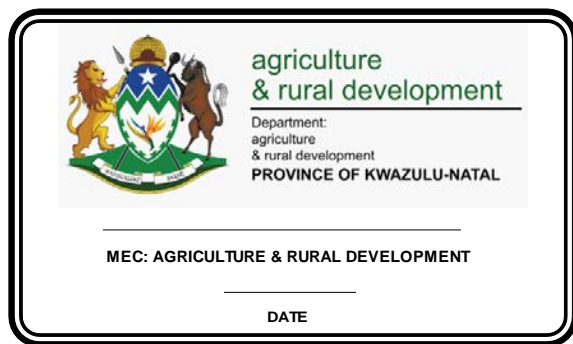 agriculture
& rural development
Department:
agriculture
& rural development
PROVINCE OF KWAZULU-NATAL
MEC: AGRICULTURE & RURAL DEVELOPMENT
DATE